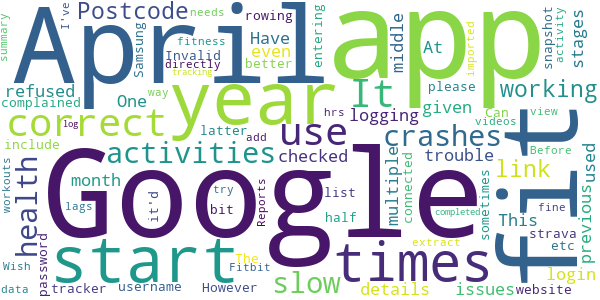 summary
I've
Postcode
needs
rowing
Have
entering
snapshot
activity
stages
April
app
Samsung
fitness
Invalid
directly
even
better
middle
At
please
imported
refused
complained
One
tracking
way
year
It
given
working
correct
hrs
logging
Can
view
videos
log
latter
add
use
crashes
Before
include
activities
checked
trouble
fit
workouts
health
month
lags
it'd
try
bit
Reports
list
half
multiple
connected
link
This
sometimes
previous
used
Google
completed
fine
strava
etc
password
start
times
extract
issues
login
Wish
tracker
The
Fitbit
slow
details
data
username
However
website